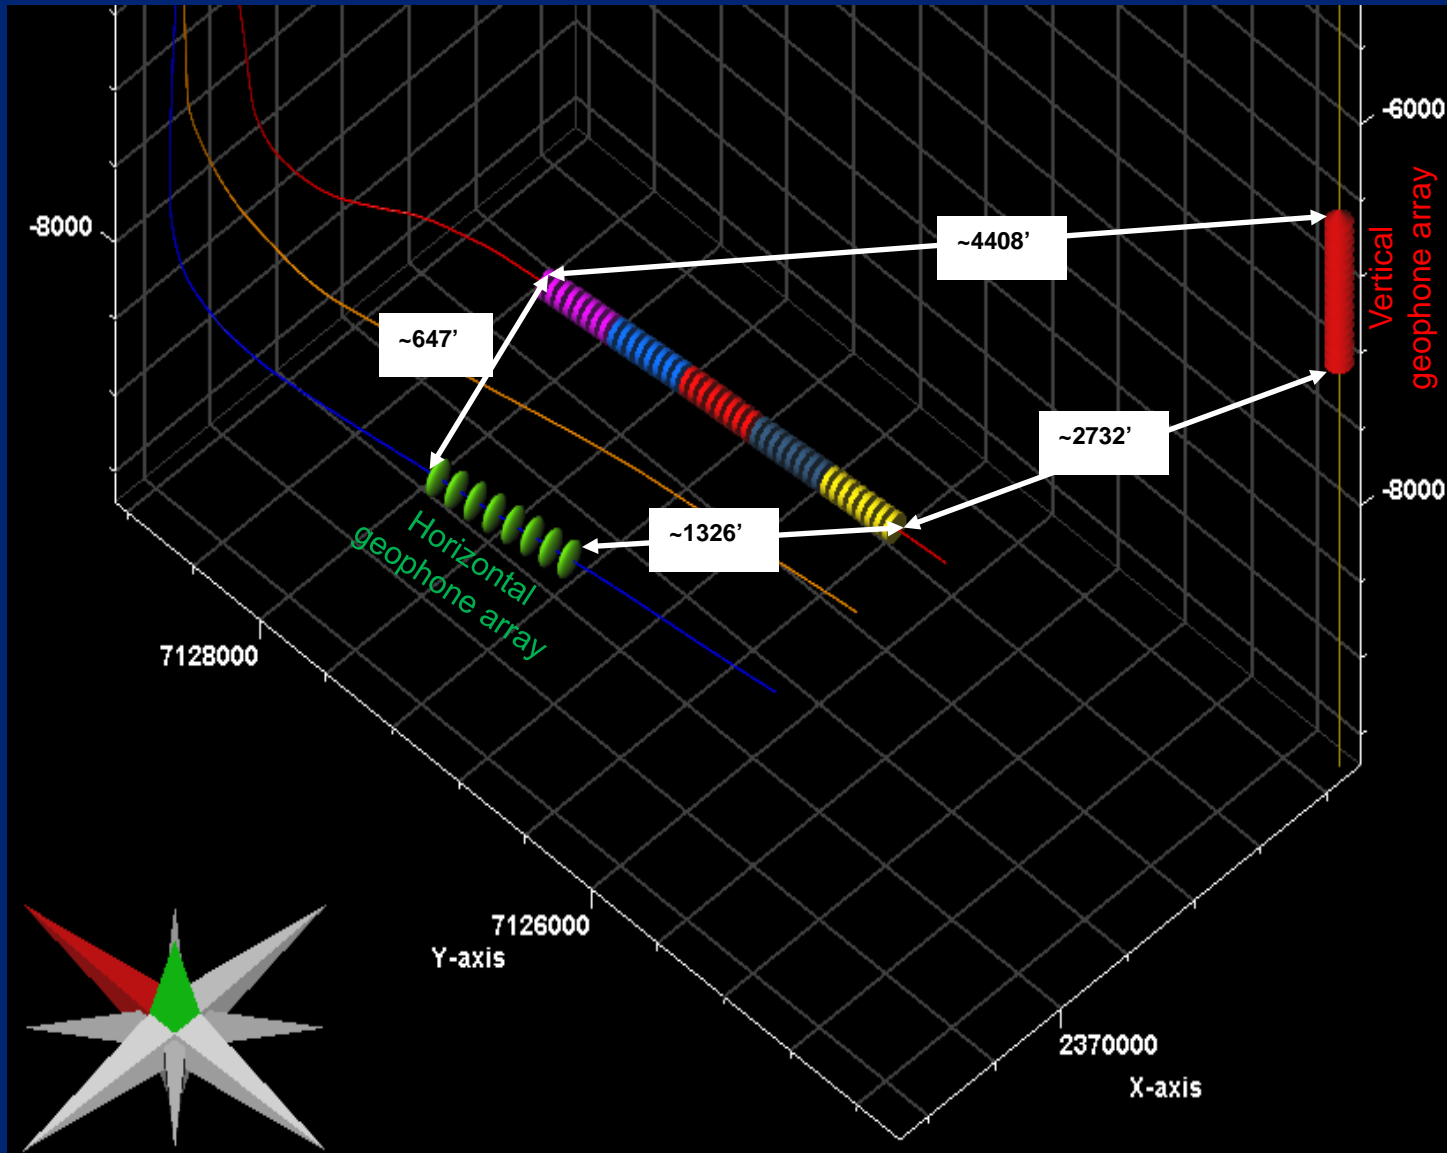 -6000
-8000
~4408’
Vertical
geophone array
~647’
~2732’
-8000
~1326’
Horizontal
geophone array
7128000
7126000
Y-axis
2370000
X-axis